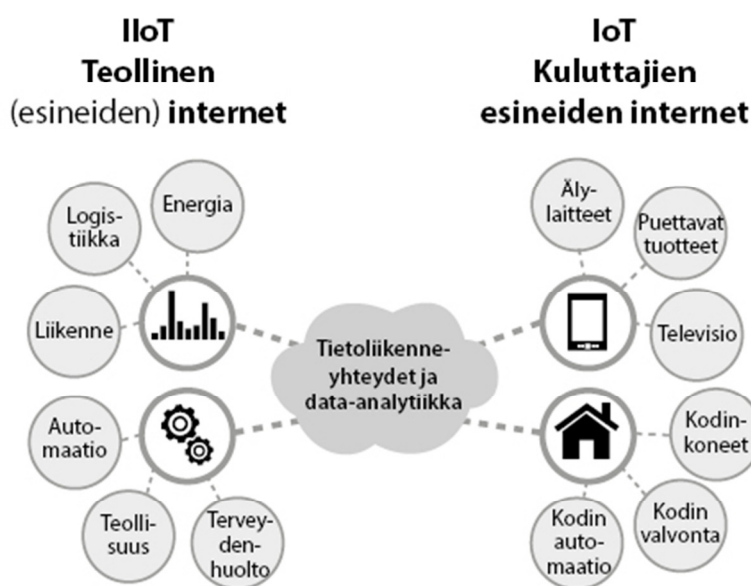 IIoT
Teollinen
(esineiden) internet
IoT
Kuluttajien
esineiden internet
Logis-
tiikka
Energia
Liikenne
Auto-
maatio
Teolli-
suus
Tervey-
den-
huolto
Tietoliikenne-
yhteydet ja
data-analytiikka
Äly-
laitteet
Puettavat
tuotteet
Televisio
Kodin-
koneet
Kodin
valvonta
Kodin
auto-
maatio